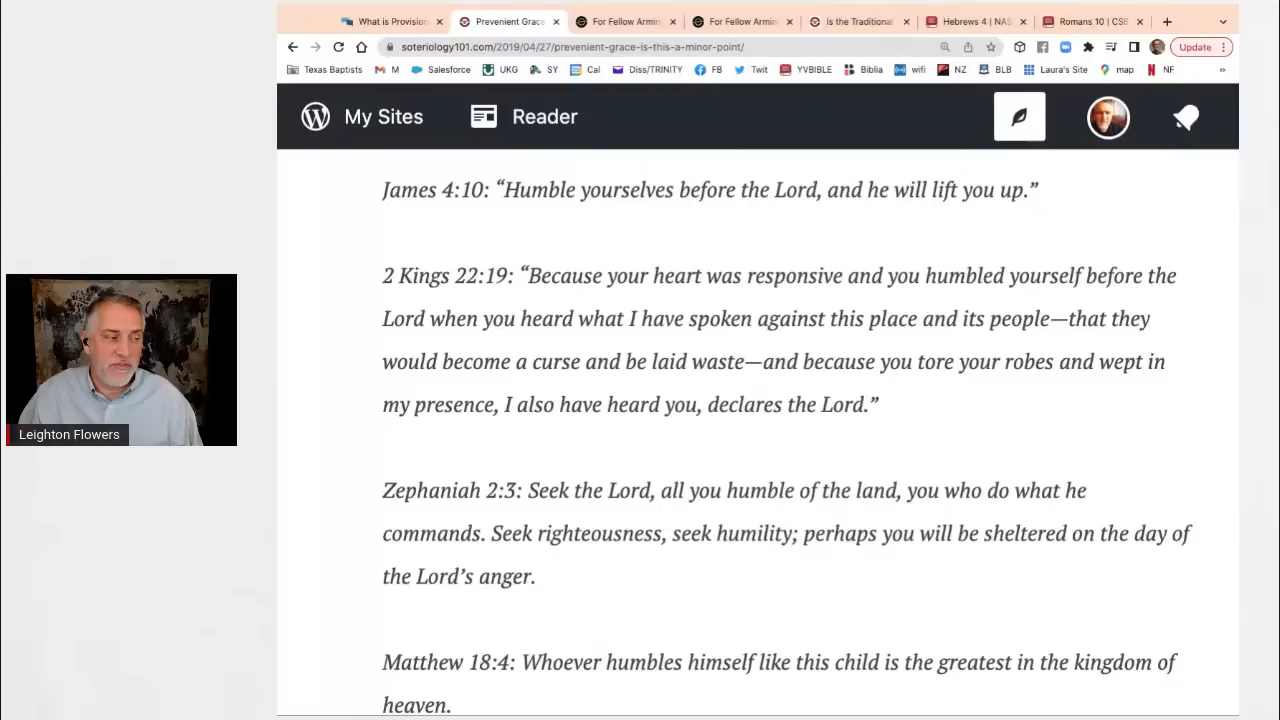 What is Provision
Prevenient Grace
For Fellow Armin
For Fellow Armin
Is the Traditional
Hebrews 4 | NAS
Romans 10 | CSB
soteriology101.com/2019/04/27/prevenient-grace-is-this-a-minor-point/
Update
Texas Baptists
M
Salesforce
UKG
SY
Cal
Diss/TRINITY
FB
Twit
YVBIBLE
Biblia
wifi
NZ
BLB
Laura's Site
map
NF
»
My Sites
Reader
James 4:10: “Humble yourselves before the Lord, and he will lift you up.”
2 Kings 22:19: “Because your heart was responsive and you humbled yourself before the
Lord when you heard what I have spoken against this place and its people—that they
would become a curse and be laid waste—and because you tore your robes and wept in
my presence, I also have heard you, declares the Lord.”
Zephaniah 2:3: Seek the Lord, all you humble of the land, you who do what he
commands. Seek righteousness, seek humility; perhaps you will be sheltered on the day of
the Lord’s anger.
Matthew 18:4: Whoever humbles himself like this child is the greatest in the kingdom of
heaven.
Leighton Flowers